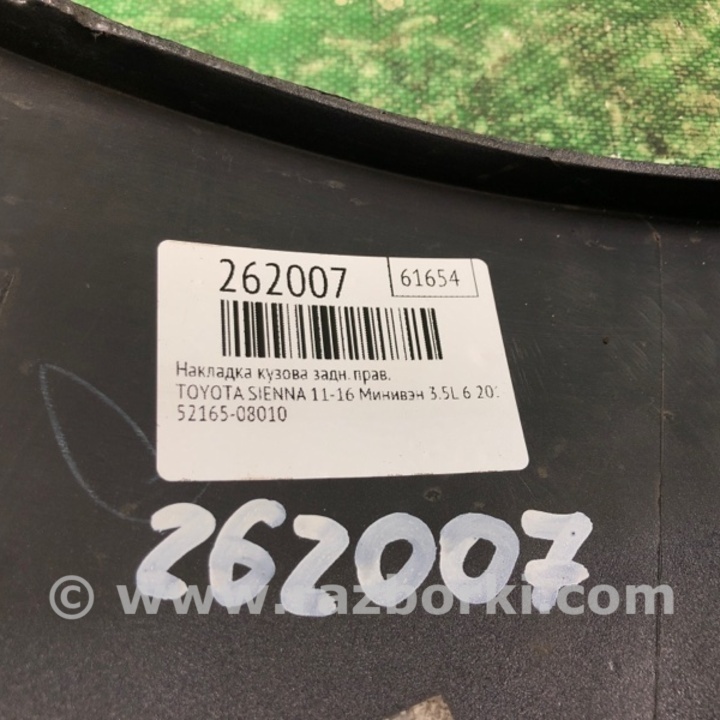 262007
61654
Накладка кузова задн. прав.
TOYOTA SIENNA 11-16 Минивэн 3.5L 6
52165-08010
262007
© www.razborki.com